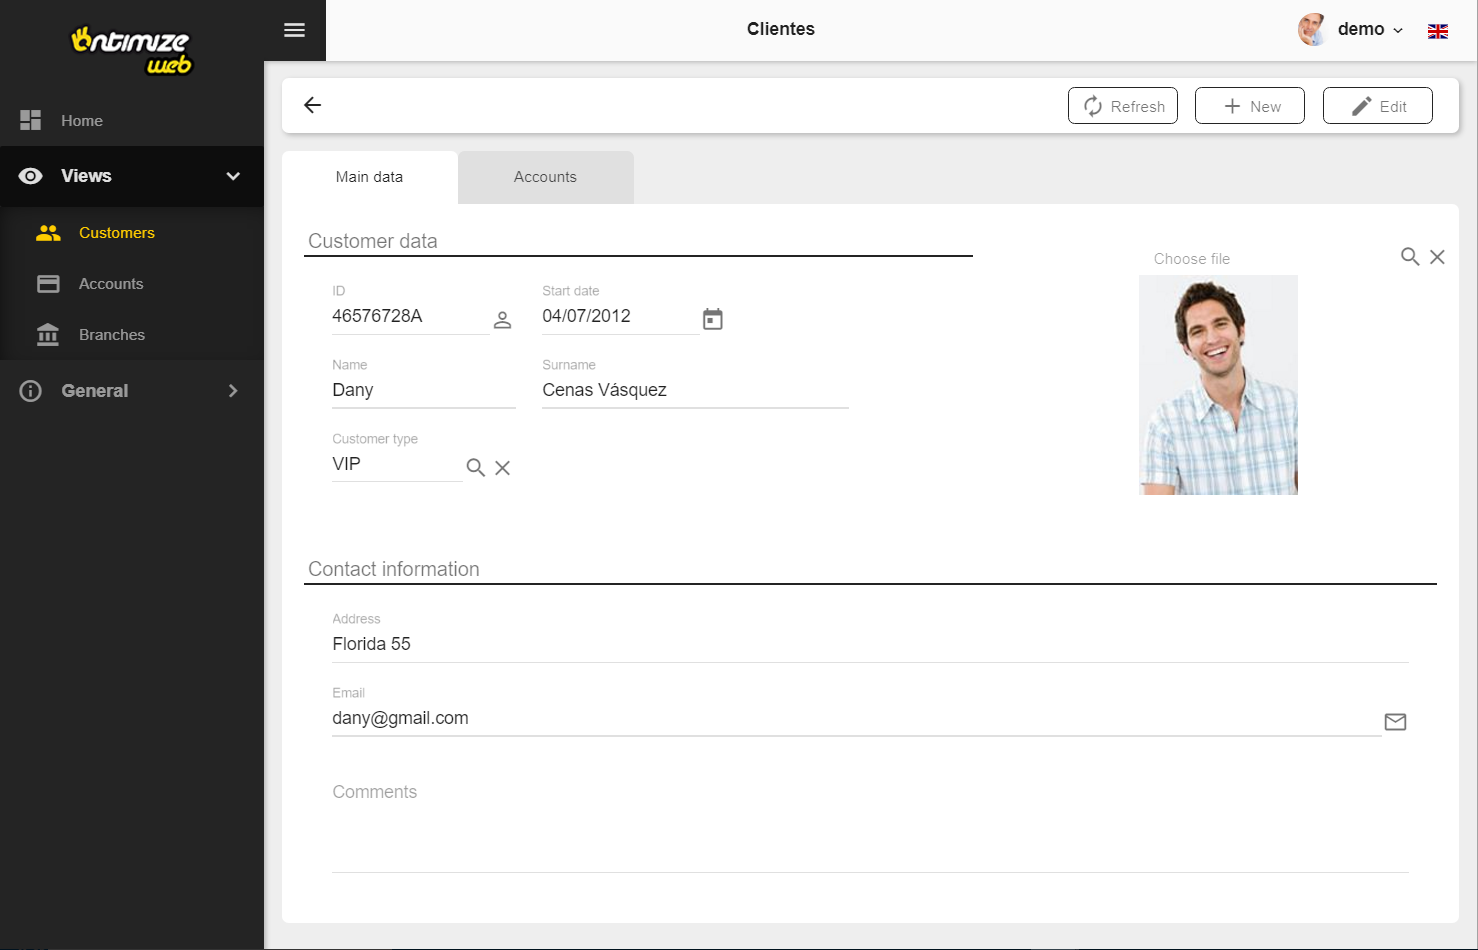 Ontimize
web
Clientes
demo
Home
Views
Customers
Accounts
Branches
General
Refresh
New
Edit
Main data
Accounts
Customer data
Choose file
ID
Start date
46576728A
04/07/2012
Name
Surname
Dany
Cenas Vásquez
Customer type
VIP
Contact information
Address
Florida 55
Email
dany@gmail.com
Comments